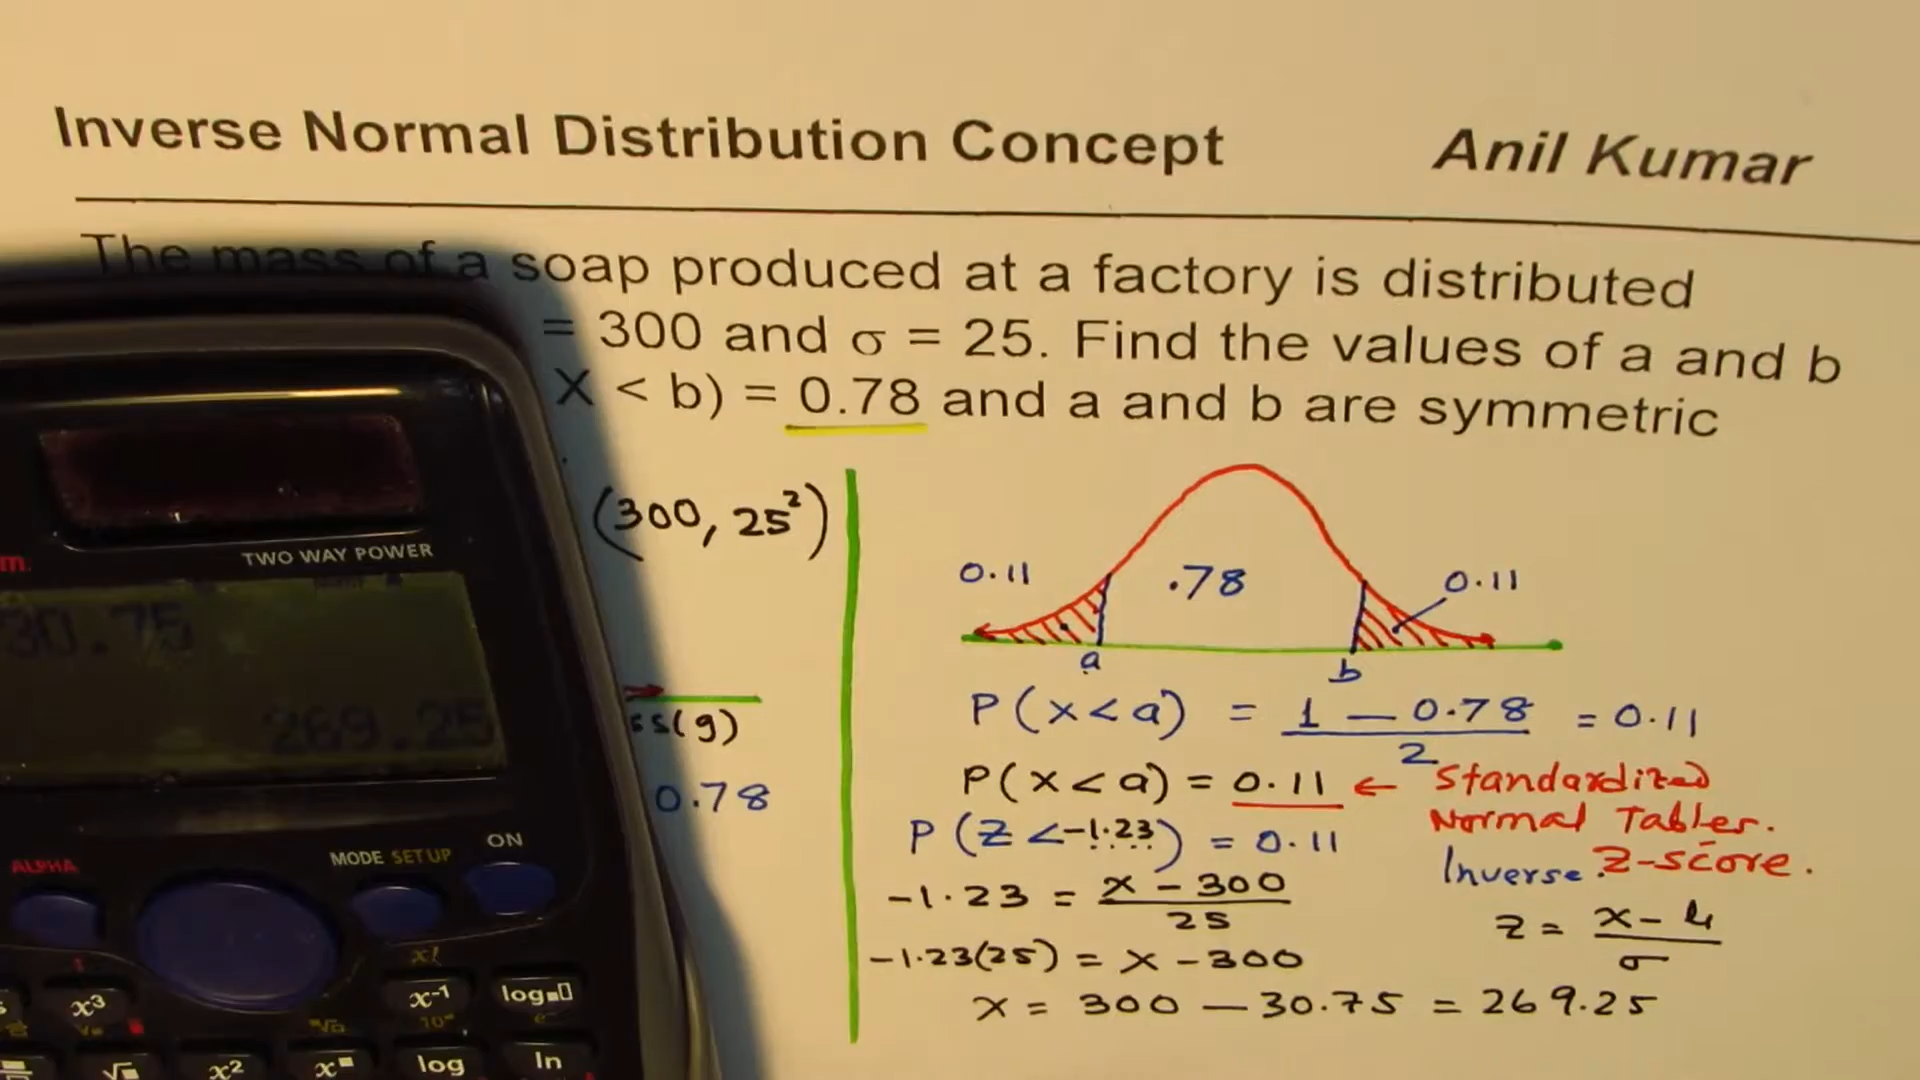 Inverse Normal Distribution Concept
Anil Kumar
The mass of a soap produced at a factory is distributed
= 300 and σ = 25. Find the values of a and b
X < b) = 0.78 and a and b are symmetric
(300, 25²)
0.11
.78
0.11
a
b
ss(g)
0.78
P(x<a) = (1 - 0.78)/2 = 0.11
P(x<a) = 0.11 ← Standardized
Normal Tables.
P(Z<-1.23) = 0.11
Inverse Z-score.
-1.23 = (x - 300)/25
z = (x - μ)/σ
-1.23(25) = x - 300
x = 300 - 30.75 = 269.25
TWO WAY POWER
30.75
269.25
ALPHA
MODE SETUP
ON
x!
x³
x⁻¹
log
√
x²
x
log
ln